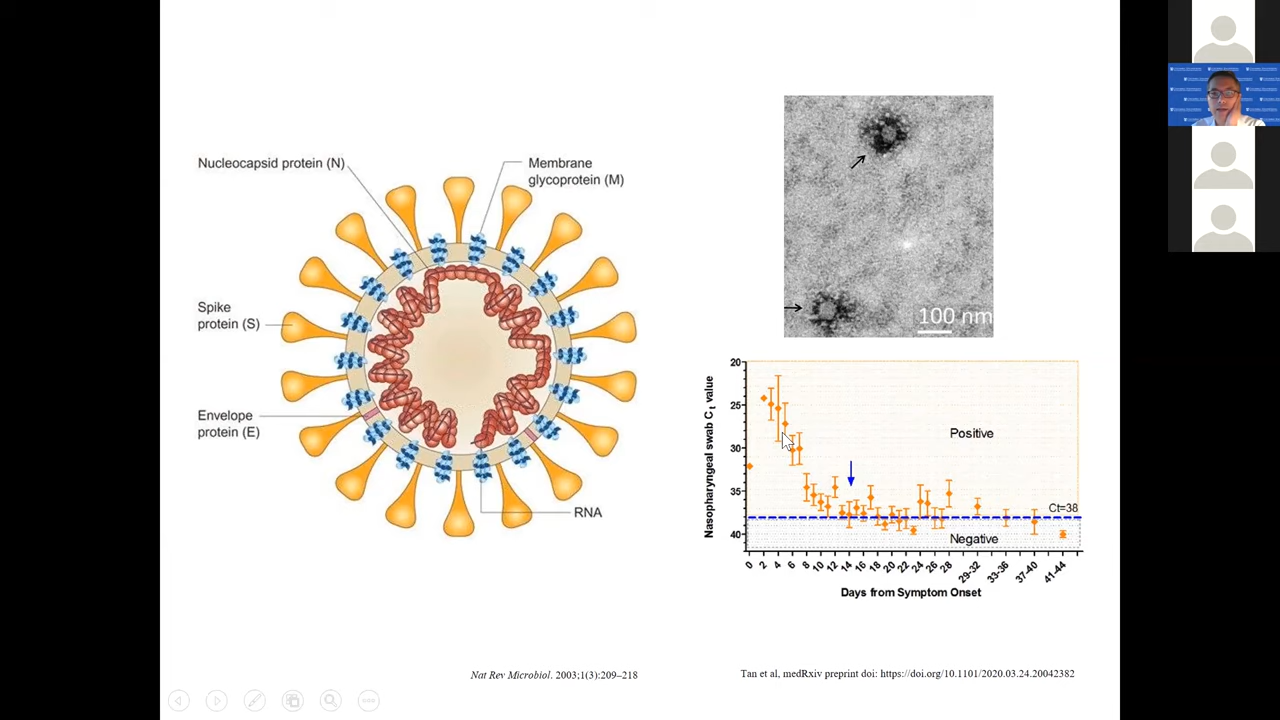 Nucleocapsid protein (N)
Membrane
glycoprotein (M)
Spike
protein (S)
Envelope
protein (E)
RNA
Nat Rev Microbiol. 2003;1(3):209–218
100 nm
20
25
30
35
40
Nasopharyngeal swab Ct value
Positive
Ct=38
Negative
0 2 4 6 8 10 12 14 16 18 20 22 24 26 28 29-32 33-36 37-40 41-44
Days from Symptom Onset
Tan et al, medRxiv preprint doi: https://doi.org/10.1101/2020.03.24.20042382